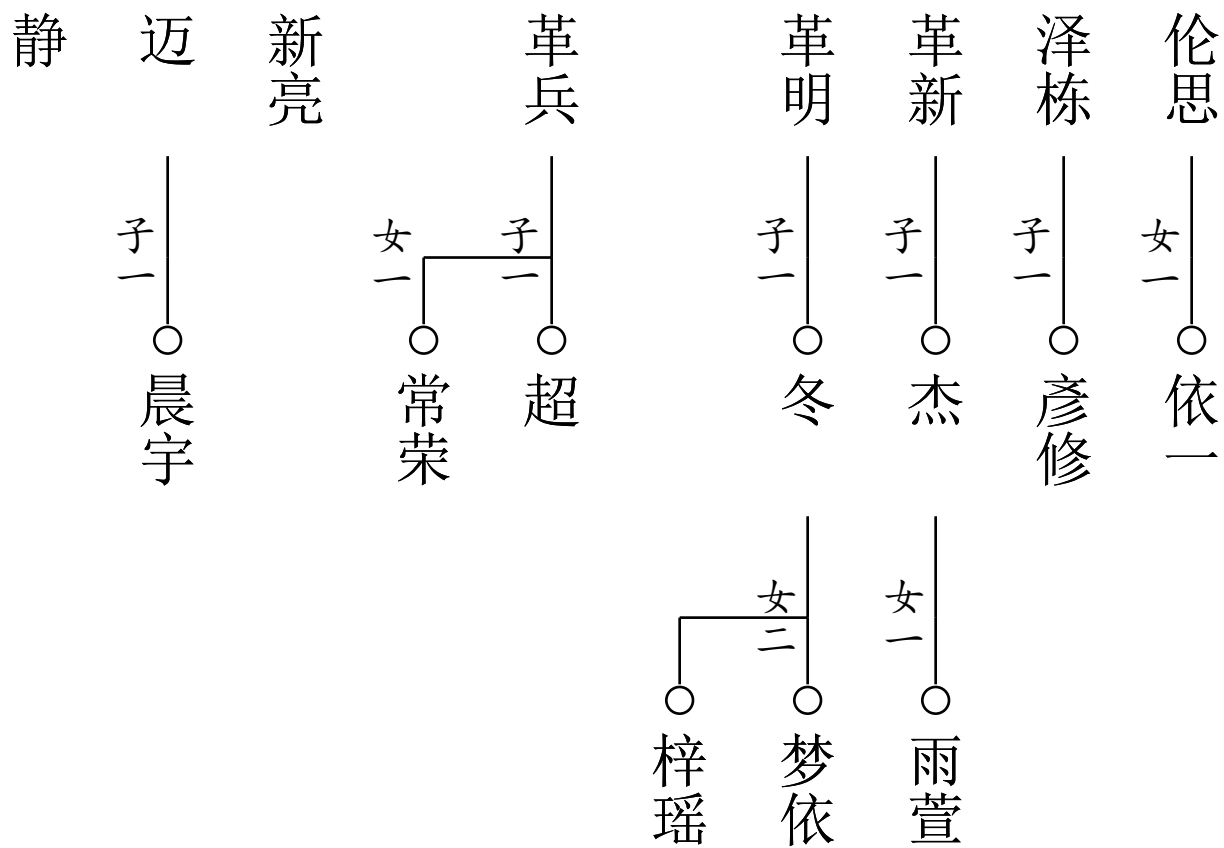 伦思
泽栋
革新
革明
革兵
新亮
迈
静
女一
子一
子一
子一
子一
女一
子一
依一
彥修
杰
冬
超
常荣
晨宇
女一
女二
雨萱
梦依
梓瑶